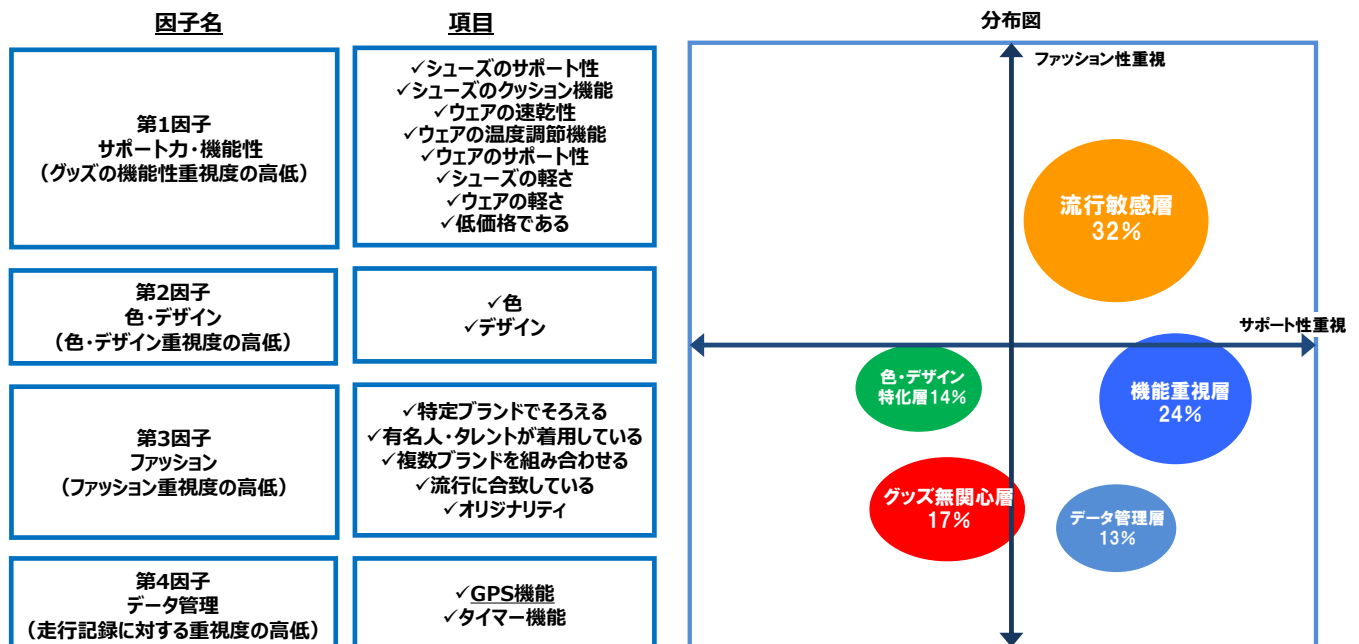 因子名
項目
第1因子
サポート力・機能性
（グッズの機能性重視度の高低）
✓シューズのサポート性
✓シューズのクッション機能
✓ウェアの速乾性
✓ウェアの温度調節機能
✓ウェアのサポート性
✓シューズの軽さ
✓ウェアの軽さ
✓低価格である
第2因子
色・デザイン
（色・デザイン重視度の高低）
✓色
✓デザイン
第3因子
ファッション
（ファッション重視度の高低）
✓特定ブランドでそろえる
✓有名人・タレントが着用している
✓複数ブランドを組み合わせる
✓流行に合致している
✓オリジナリティ
第4因子
データ管理
（走行記録に対する重視度の高低）
✓GPS機能
✓タイマー機能
分布図
ファッション性重視
流行敏感層
32%
サポート性重視
色・デザイン
特化層14%
機能重視層
24%
グッズ無関心層
17%
データ管理層
13%